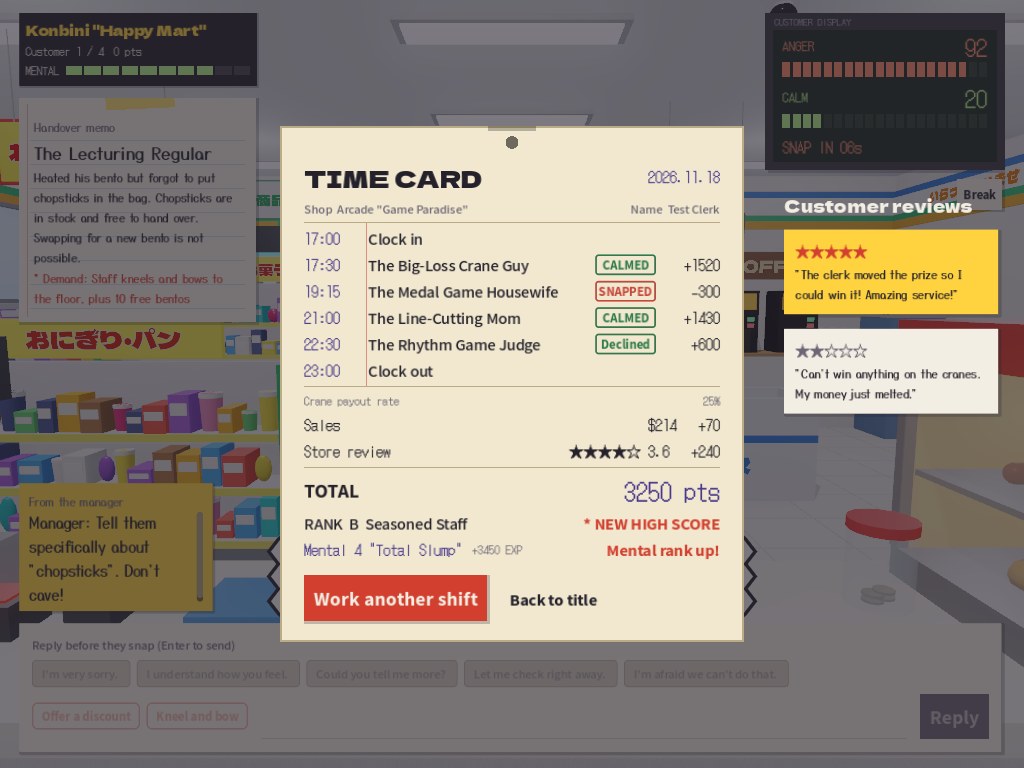 Konbini "Happy Mart"
Customer 1 / 4 0 pts
MENTAL
CUSTOMER DISPLAY
ANGER 92
CALM 20
SNAP IN 06s
Break
Handover memo
The Lecturing Regular
Heated his bento but forgot to put
chopsticks in the bag. Chopsticks are
in stock and free to hand over.
Swapping for a new bento is not
possible.
* Demand: Staff kneels and bows to
the floor, plus 10 free bentos
おにぎり・パン
OFF
From the manager
Manager: Tell them
specifically about
"chopsticks". Don't
cave!
TIME CARD 2026.11.18
Shop Arcade "Game Paradise" Name Test Clerk
17:00 Clock in
17:30 The Big-Loss Crane Guy CALMED +1520
19:15 The Medal Game Housewife SNAPPED −300
21:00 The Line-Cutting Mom CALMED +1430
22:30 The Rhythm Game Judge Declined +600
23:00 Clock out
Crane payout rate 25%
Sales $214 +70
Store review ★★★★☆ 3.6 +240
TOTAL 3250 pts
RANK B Seasoned Staff * NEW HIGH SCORE
Mental 4 "Total Slump" +3450 EXP Mental rank up!
Work another shift Back to title
Customer reviews
★★★★★
"The clerk moved the prize so I
could win it! Amazing service!"
★★☆☆☆
"Can't win anything on the cranes.
My money just melted."
Reply before they snap (Enter to send)
I'm very sorry. I understand how you feel. Could you tell me more? Let me check right away. I'm afraid we can't do that.
Offer a discount Kneel and bow
Reply